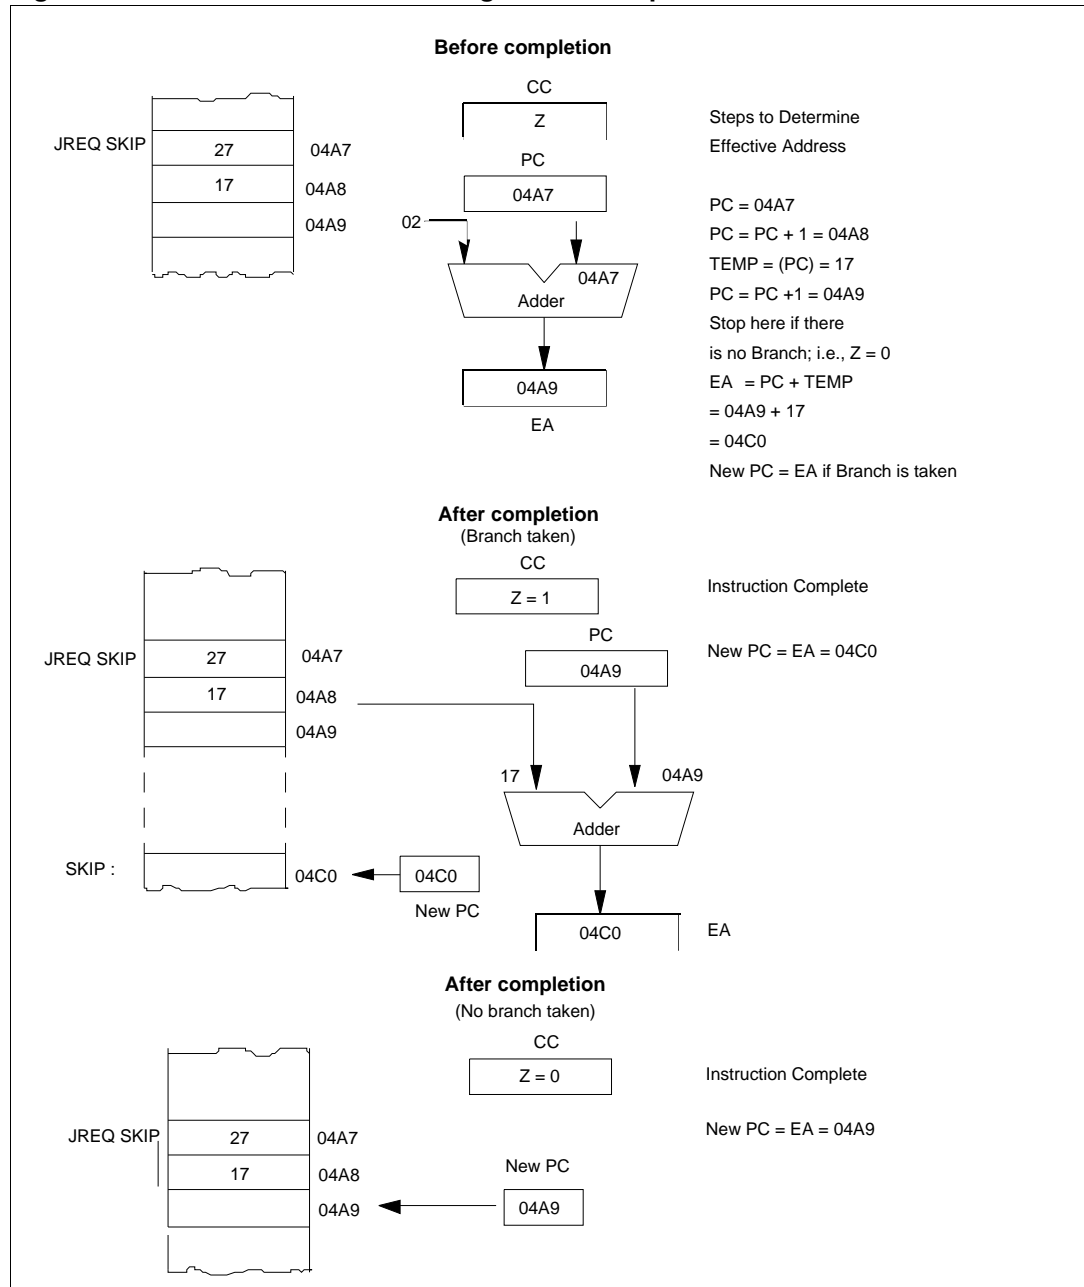 Before completion
CC
Z
JREQ SKIP
27
04A7
17
04A8
04A9
PC
04A7
02
04A7
Adder
04A9
EA
Steps to Determine
Effective Address
PC = 04A7
PC = PC + 1 = 04A8
TEMP = (PC) = 17
PC = PC +1 = 04A9
Stop here if there
is no Branch; i.e., Z = 0
EA = PC + TEMP
= 04A9 + 17
= 04C0
New PC = EA if Branch is taken
After completion
(Branch taken)
CC
Z = 1
Instruction Complete
PC
04A9
New PC = EA = 04C0
JREQ SKIP
27
04A7
17
04A8
04A9
17
04A9
Adder
SKIP :
04C0
04C0
New PC
04C0
EA
After completion
(No branch taken)
CC
Z = 0
Instruction Complete
New PC = EA = 04A9
JREQ SKIP
27
04A7
17
04A8
04A9
New PC
04A9